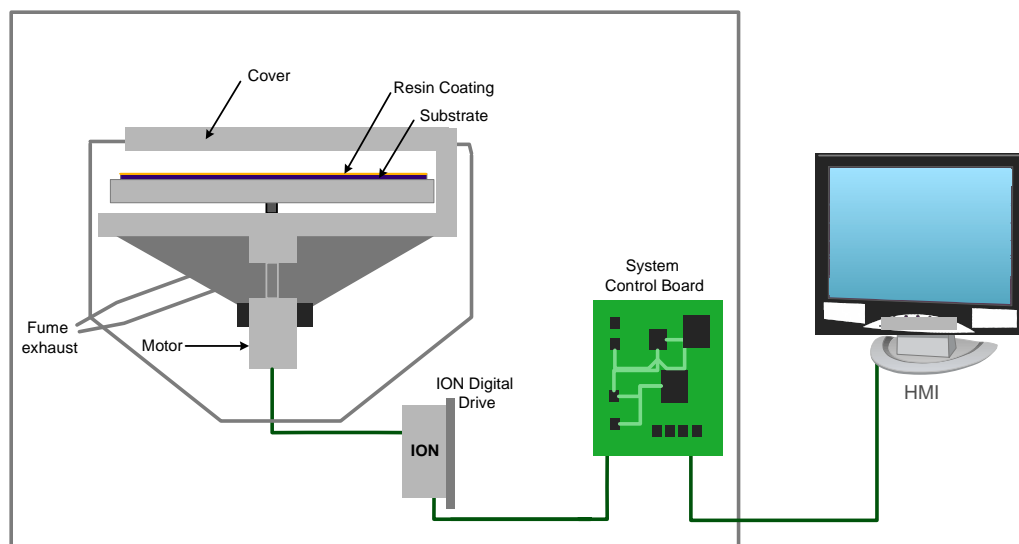 Cover
Resin Coating
Substrate
System
Control Board
Fume
exhaust
Motor
ION Digital
Drive
ION
HMI